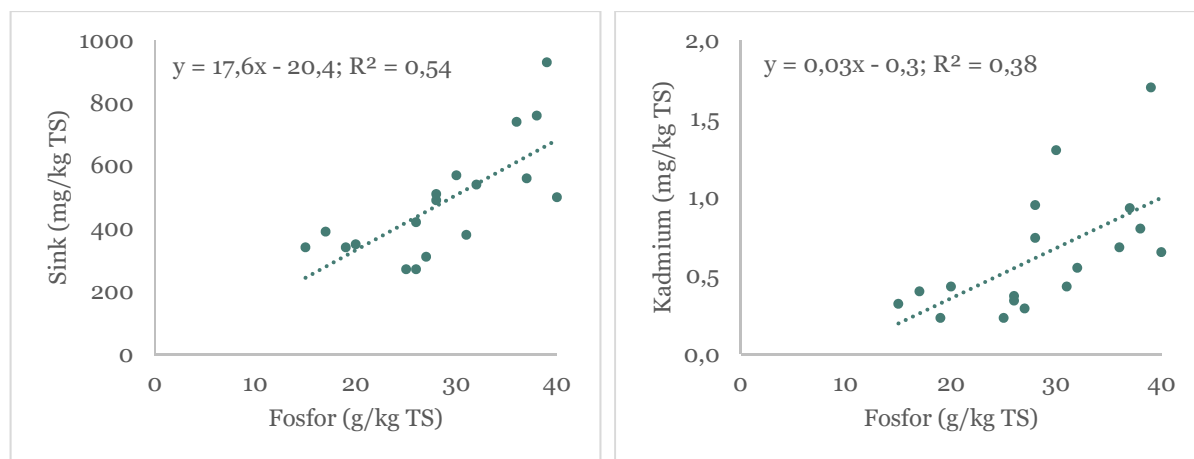 y = 17,6x - 20,4; R² = 0,54
Sink (mg/kg TS)
1000
800
600
400
200
0
0 10 20 30 40
Fosfor (g/kg TS)
y = 0,03x - 0,3; R² = 0,38
Kadmium (mg/kg TS)
2,0
1,5
1,0
0,5
0,0
0 10 20 30 40
Fosfor (g/kg TS)